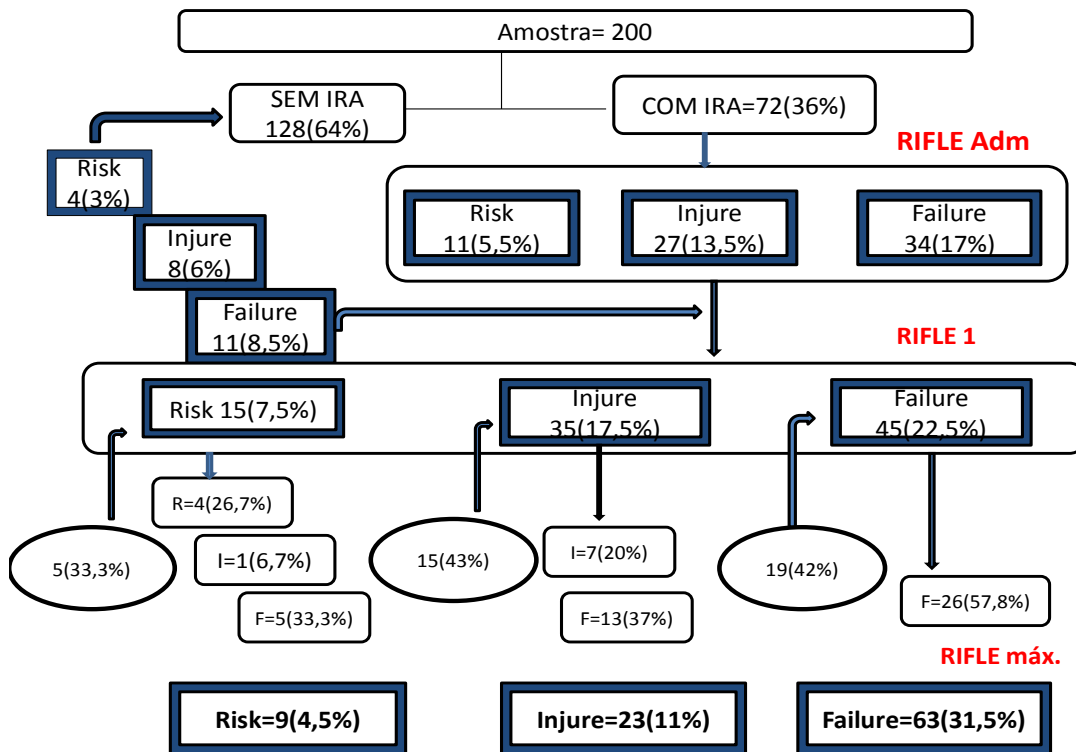 Amostra= 200
SEM IRA
128(64%)
COM IRA=72(36%)
RIFLE Adm
Risk
4(3%)
Risk
11(5,5%)
Injure
27(13,5%)
Failure
34(17%)
Injure
8(6%)
Failure
11(8,5%)
RIFLE 1
Risk 15(7,5%)
Injure
35(17,5%)
Failure
45(22,5%)
R=4(26,7%)
5(33,3%)
I=1(6,7%)
15(43%)
I=7(20%)
19(42%)
F=5(33,3%)
F=13(37%)
F=26(57,8%)
RIFLE máx.
Risk=9(4,5%)
Injure=23(11%)
Failure=63(31,5%)